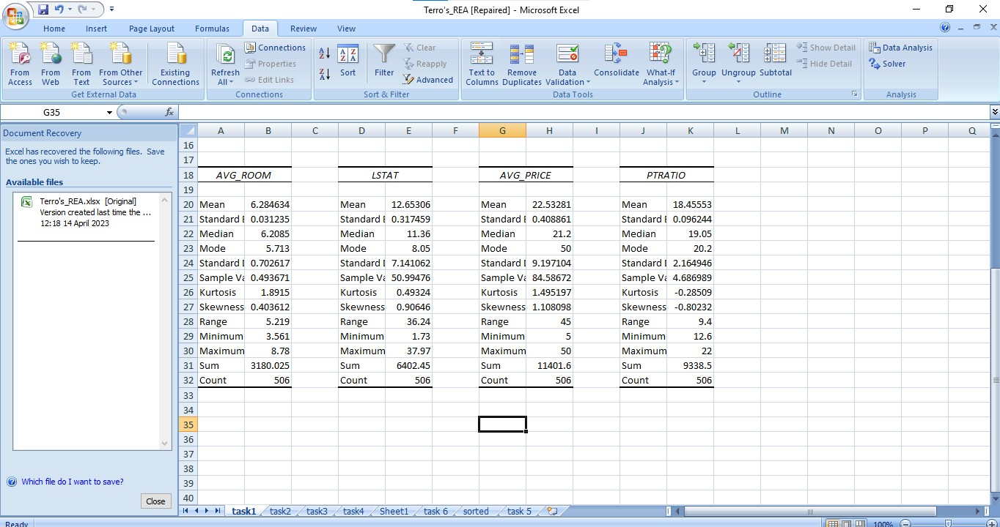 Terro's_REA [Repaired] - Microsoft Excel
Home Insert Page Layout Formulas Data Review View
From Access From Web From Text From Other Sources Existing Connections Refresh All Connections Properties Edit Links Sort Filter Clear Reapply Advanced Text to Columns Remove Duplicates Data Validation Consolidate What-If Analysis Group Ungroup Subtotal Show Detail Hide Detail Data Analysis Solver
Get External Data Connections Sort & Filter Data Tools Outline Analysis
G35 fx
Document Recovery
Excel has recovered the following files. Save
the ones you wish to keep.
Available files
Terro's_REA.xlsx [Original]
Version created last time the ...
12:18 14 April 2023
Which file do I want to save?
Close
A B C D E F G H I J K L M N O P Q
16
17
18 AVG_ROOM LSTAT AVG_PRICE PTRATIO
19
20 Mean 6.284634 Mean 12.65306 Mean 22.53281 Mean 18.45553
21 Standard E 0.031235 Standard E 0.317459 Standard E 0.408861 Standard E 0.096244
22 Median 6.2085 Median 11.36 Median 21.2 Median 19.05
23 Mode 5.713 Mode 8.05 Mode 50 Mode 20.2
24 Standard D 0.702617 Standard D 7.141062 Standard D 9.197104 Standard D 2.164946
25 Sample Va 0.493671 Sample Va 50.99476 Sample Va 84.58672 Sample Va 4.686989
26 Kurtosis 1.8915 Kurtosis 0.49324 Kurtosis 1.495197 Kurtosis -0.28509
27 Skewness 0.403612 Skewness 0.90646 Skewness 1.108098 Skewness -0.80232
28 Range 5.219 Range 36.24 Range 45 Range 9.4
29 Minimum 3.561 Minimum 1.73 Minimum 5 Minimum 12.6
30 Maximum 8.78 Maximum 37.97 Maximum 50 Maximum 22
31 Sum 3180.025 Sum 6402.45 Sum 11401.6 Sum 9338.5
32 Count 506 Count 506 Count 506 Count 506
33
34
35
36
37
38
39
40
task1 task2 task3 task4 Sheet1 task 6 sorted task 5
Ready 100%